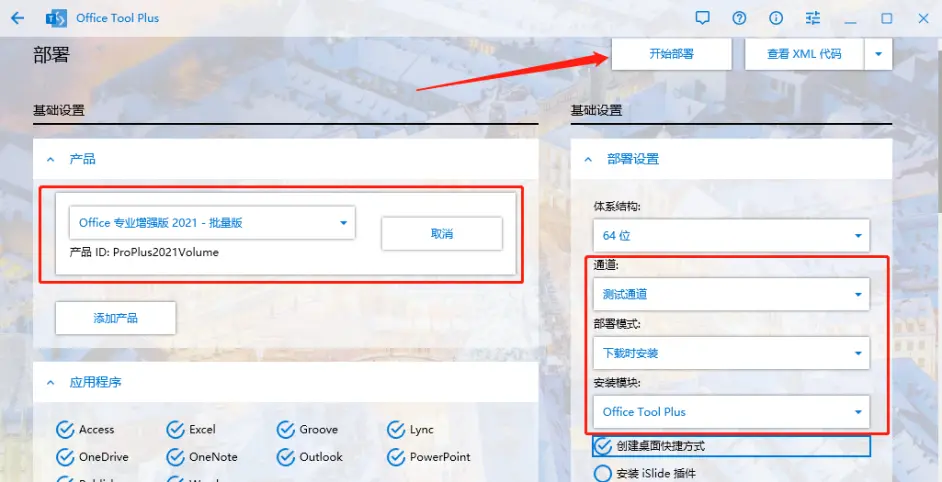 Office Tool Plus
部署
开始部署
查看 XML 代码
基础设置
产品
Office 专业增强版 2021 - 批量版
取消
产品 ID: ProPlus2021Volume
添加产品
应用程序
Access
Excel
Groove
Lync
OneDrive
OneNote
Outlook
PowerPoint
基础设置
部署设置
体系结构:
64 位
通道:
测试通道
部署模式:
下载时安装
安装模块:
Office Tool Plus
创建桌面快捷方式
安装 iSlide 插件